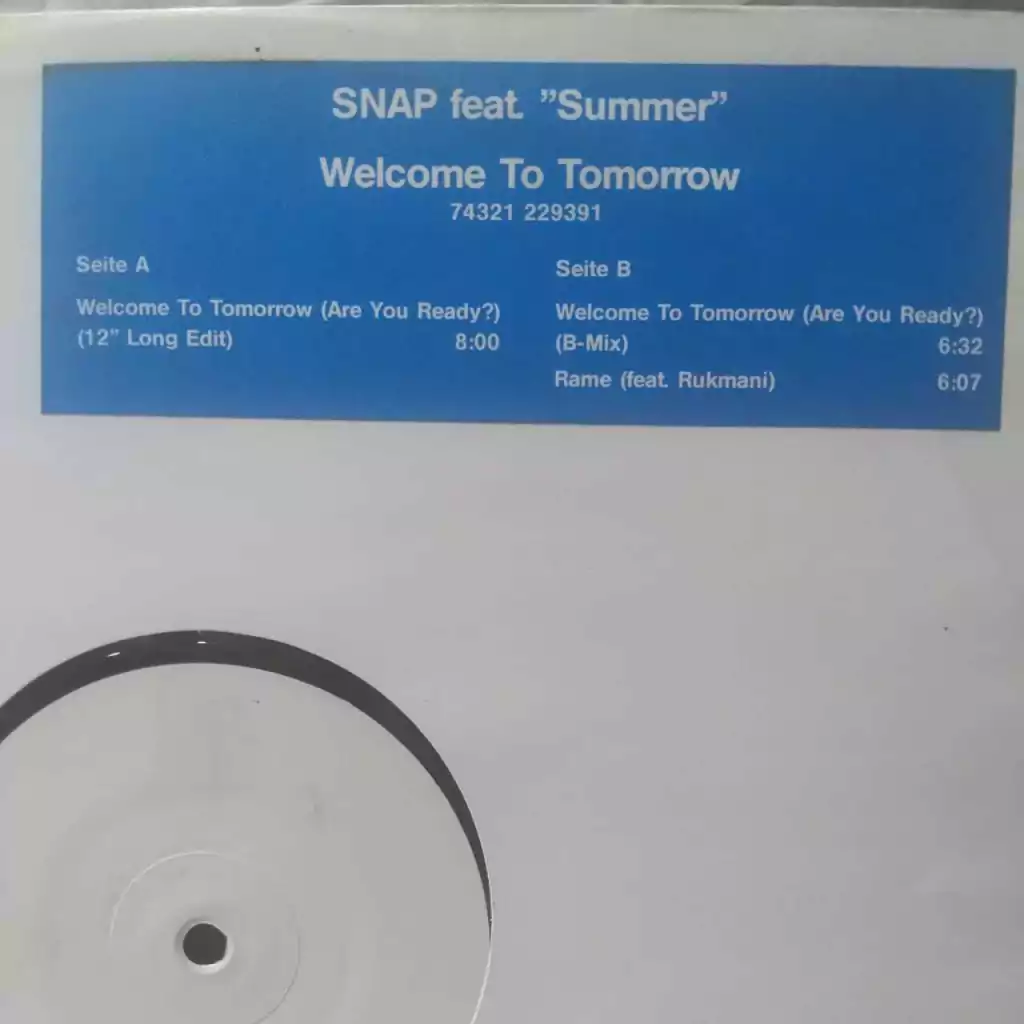 SNAP feat. ”Summer”
Welcome To Tomorrow
74321 229391
Seite A
Welcome To Tomorrow (Are You Ready?)
(12” Long Edit) 8:00
Seite B
Welcome To Tomorrow (Are You Ready?)
(B-Mix) 6:32
Rame (feat. Rukmani) 6:07